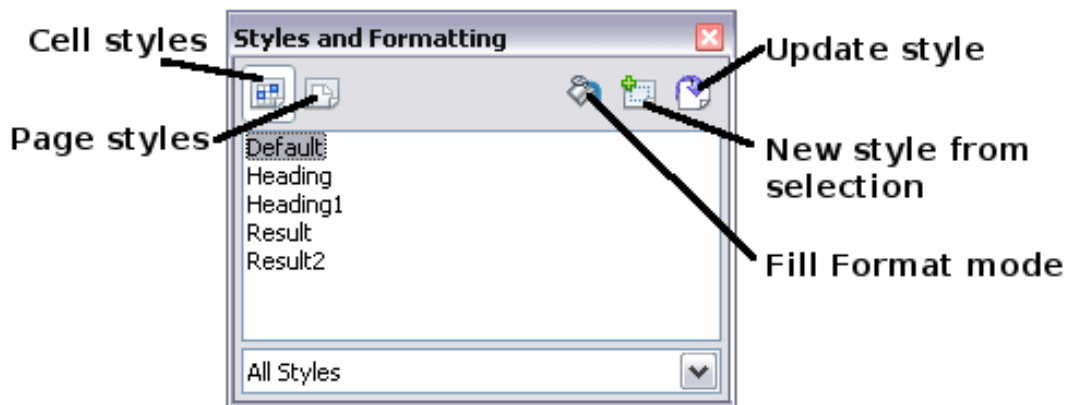 Cell styles
Styles and Formatting
Update style
Page styles
Default
Heading
Heading1
Result
Result2
New style from
selection
Fill Format mode
All Styles